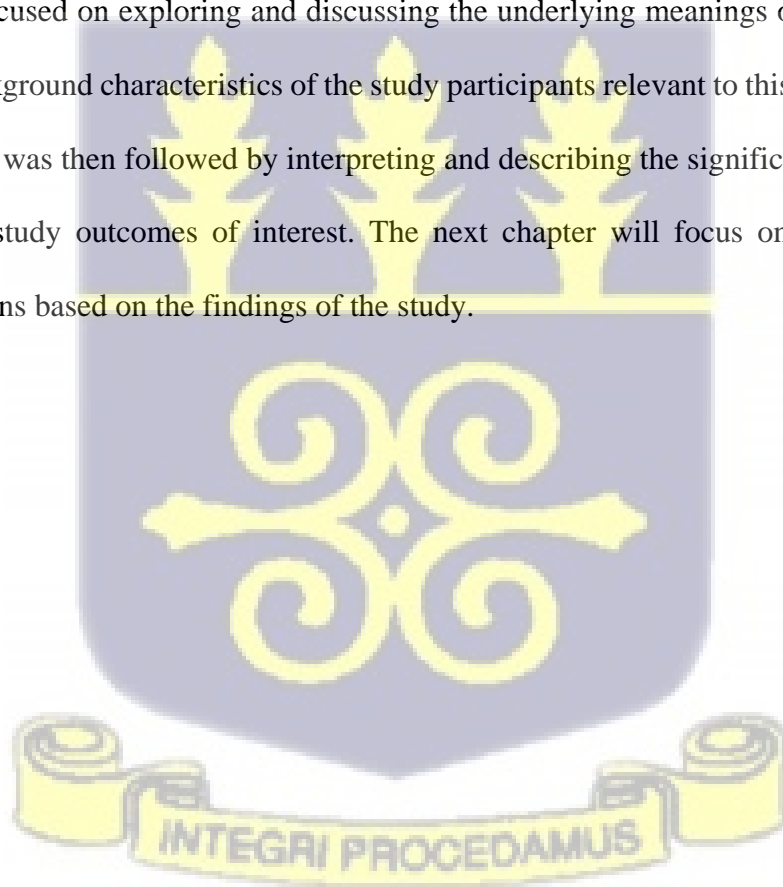 cused on exploring and discussing the underlying meanings o
kground characteristics of the study participants relevant to this
was then followed by interpreting and describing the signific
study outcomes of interest. The next chapter will focus on
ns based on the findings of the study.
INTEGRI PROCEDAMUS